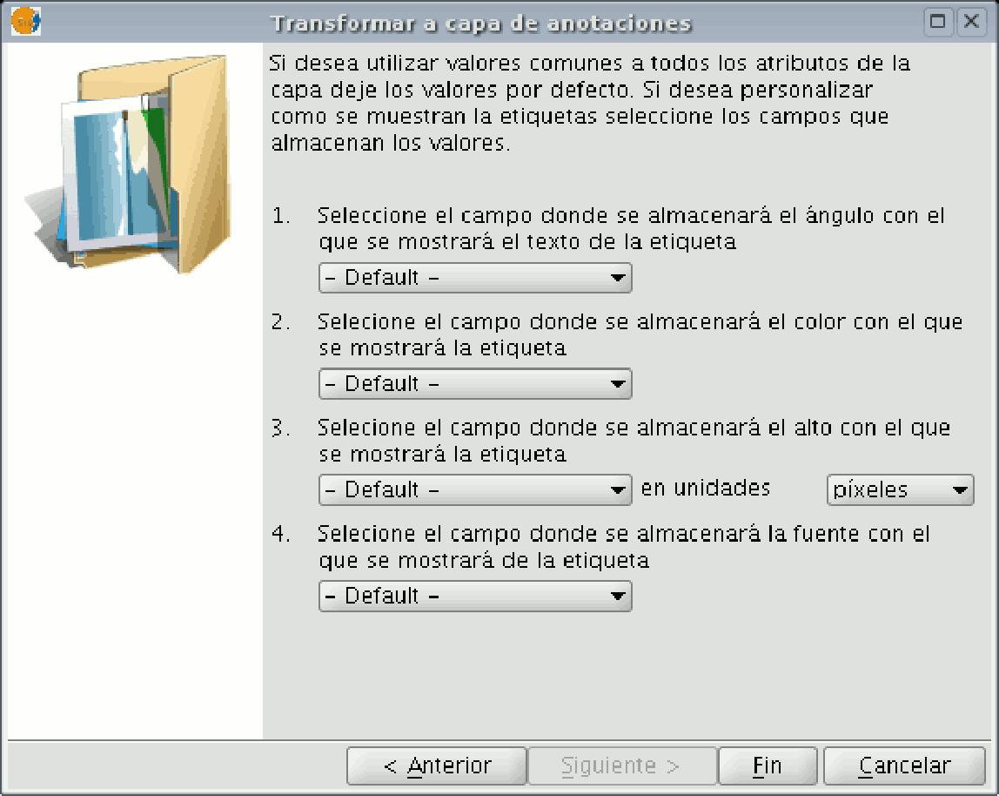 Transformar a capa de anotaciones
Si desea utilizar valores comunes a todos los atributos de la
capa deje los valores por defecto. Si desea personalizar
como se muestran la etiquetas seleccione los campos que
almacenan los valores.
1. Seleccione el campo donde se almacenará el ángulo con el
que se mostrará el texto de la etiqueta
– Default –
2. Selecione el campo donde se almacenará el color con el que
se mostrará la etiqueta
– Default –
3. Selecione el campo donde se almacenará el alto con el que
se mostrará la etiqueta
– Default – en unidades píxeles
4. Selecione el campo donde se almacenará la fuente con el
que se mostrará de la etiqueta
– Default –
< Anterior Siguiente > Fin Cancelar